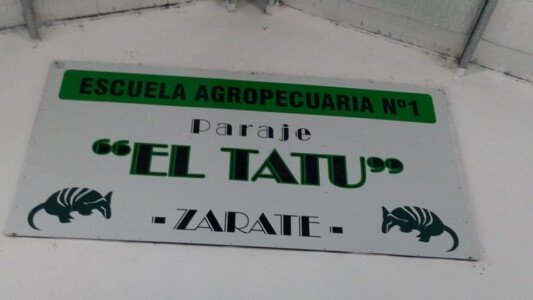 ESCUELA AGROPECUARIA Nº1
Paraje
“EL TATU”
- ZARATE -